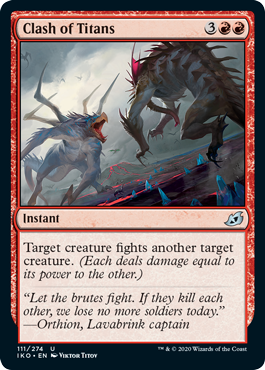 Clash of Titans 3
Instant
Target creature fights another target
creature. (Each deals damage equal to
its power to the other.)
“Let the brutes fight. If they kill each
other, we lose no more soldiers today.”
—Orthion, Lavabrink captain
111/274 U
IKO • EN Viktor Titov ™ & © 2020 Wizards of the Coast